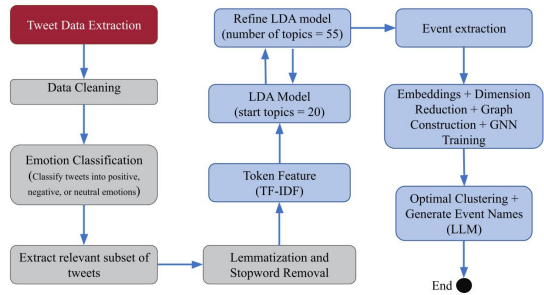 Tweet Data Extraction
Data Cleaning
Emotion Classification
(Classify tweets into positive,
negative, or neutral emotions)
Extract relevant subset of
tweets
Lemmatization and
Stopword Removal
Token Feature
(TF-IDF)
LDA Model
(start topics = 20)
Refine LDA model
(number of topics = 55)
Event extraction
Embeddings + Dimension
Reduction + Graph
Construction + GNN
Training
Optimal Clustering +
Generate Event Names
(LLM)
End